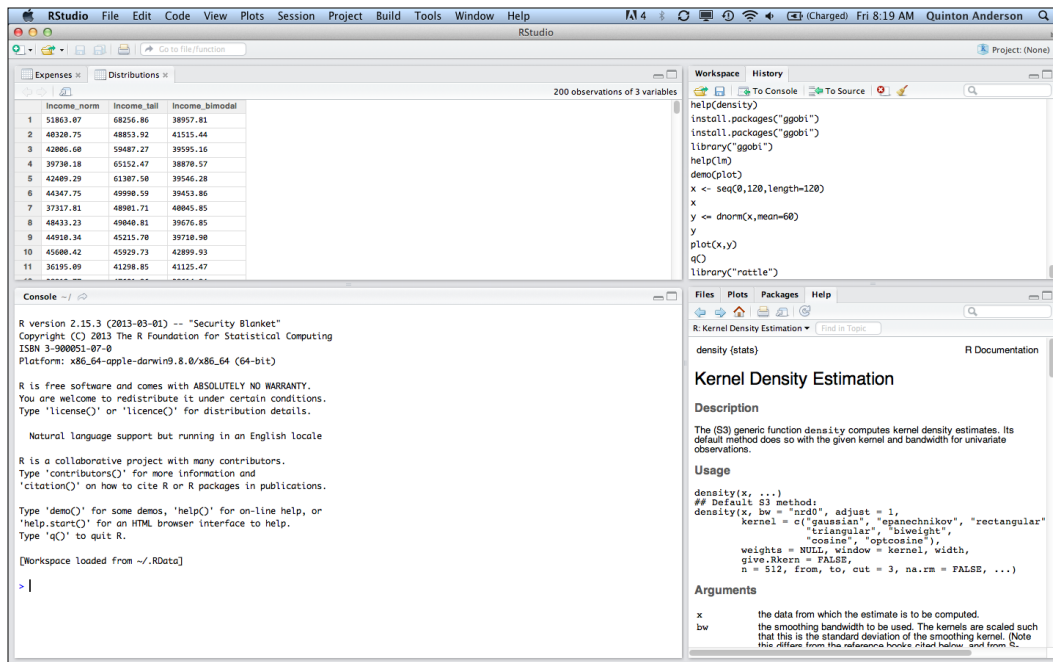 RStudio File Edit Code View Plots Session Project Build Tools Window Help 4 (Charged) Fri 8:19 AM Quinton Anderson
RStudio
Go to file/function
Project: (None)
Expenses × Distributions ×
200 observations of 3 variables
Income_norm Income_tail Income_bimodal
1 51863.07 68256.86 38957.81
2 40320.75 48853.92 41515.44
3 42006.60 59487.27 39595.16
4 39730.18 65152.47 38870.57
5 42409.29 61307.50 39546.28
6 44347.75 49990.59 39453.86
7 37317.81 48901.71 40045.85
8 48433.23 49040.81 39676.85
9 44910.34 45215.70 39710.90
10 45600.42 45929.73 42899.93
11 36195.09 41298.85 41125.47
Workspace History
To Console To Source
help(density)
install.packages("ggobi")
install.packages("ggobi")
library("ggobi")
help(lm)
demo(plot)
x <- seq(0,120,length=120)
x
y <= dnorm(x,mean=60)
y
plot(x,y)
q()
library("rattle")
Console ~/
R version 2.15.3 (2013-03-01) -- "Security Blanket"
Copyright (C) 2013 The R Foundation for Statistical Computing
ISBN 3-900051-07-0
Platform: x86_64-apple-darwin9.8.0/x86_64 (64-bit)
R is free software and comes with ABSOLUTELY NO WARRANTY.
You are welcome to redistribute it under certain conditions.
Type 'license()' or 'licence()' for distribution details.
Natural language support but running in an English locale
R is a collaborative project with many contributors.
Type 'contributors()' for more information and
'citation()' on how to cite R or R packages in publications.
Type 'demo()' for some demos, 'help()' for on-line help, or
'help.start()' for an HTML browser interface to help.
Type 'q()' to quit R.
[Workspace loaded from ~/.RData]
>
Files Plots Packages Help
R: Kernel Density Estimation Find in Topic
density {stats} R Documentation
Kernel Density Estimation
Description
The (S3) generic function density computes kernel density estimates. Its
default method does so with the given kernel and bandwidth for univariate
observations.
Usage
density(x, ...)
## Default S3 method:
density(x, bw = "nrd0", adjust = 1,
kernel = c("gaussian", "epanechnikov", "rectangular"
"triangular", "biweight",
"cosine", "optcosine"),
weights = NULL, window = kernel, width,
give.Rkern = FALSE,
n = 512, from, to, cut = 3, na.rm = FALSE, ...)
Arguments
x the data from which the estimate is to be computed.
bw the smoothing bandwidth to be used. The kernels are scaled such
that this is the standard deviation of the smoothing kernel. (Note
this differs from the reference books cited below, and from S-